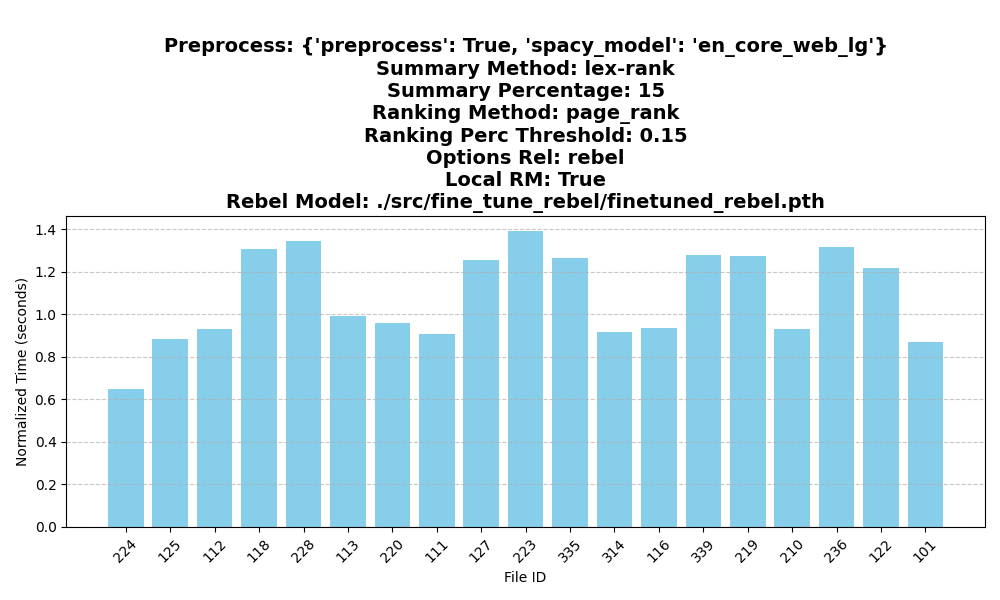 Preprocess: {'preprocess': True, 'spacy_model': 'en_core_web_lg'}
Summary Method: lex-rank
Summary Percentage: 15
Ranking Method: page_rank
Ranking Perc Threshold: 0.15
Options Rel: rebel
Local RM: True
Rebel Model: ./src/fine_tune_rebel/finetuned_rebel.pth
Normalized Time (seconds)
1.4
1.2
1.0
0.8
0.6
0.4
0.2
0.0
224 125 112 118 228 113 220 111 127 223 335 314 116 339 219 210 236 122 101
File ID